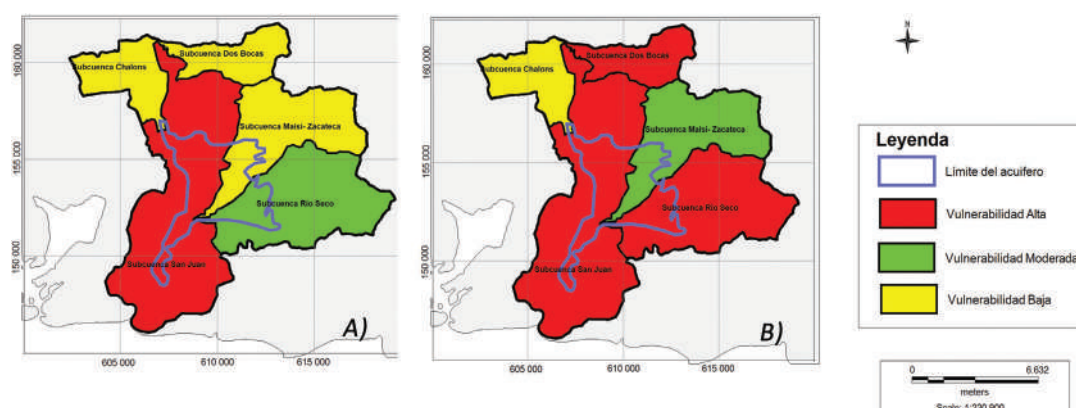 Subcuenca Dos Bocas
Subcuenca Chalons
Subcuenca Maisi- Zacateca
Subcuenca Rio Seco
Subcuenca San Juan
A)
160 000
155 000
150 000
605 000
610 000
615 000
Subcuenca Dos Bocas
Subcuenca Chalons
Subcuenca Maisi- Zacateca
Subcuenca Rio Seco
Subcuenca San Juan
B)
160 000
155 000
150 000
605 000
610 000
615 000
N
Leyenda
Límite del acuífero
Vulnerabilidad Alta
Vulnerabilidad Moderada
Vulnerabilidad Baja
0 6.632
meters